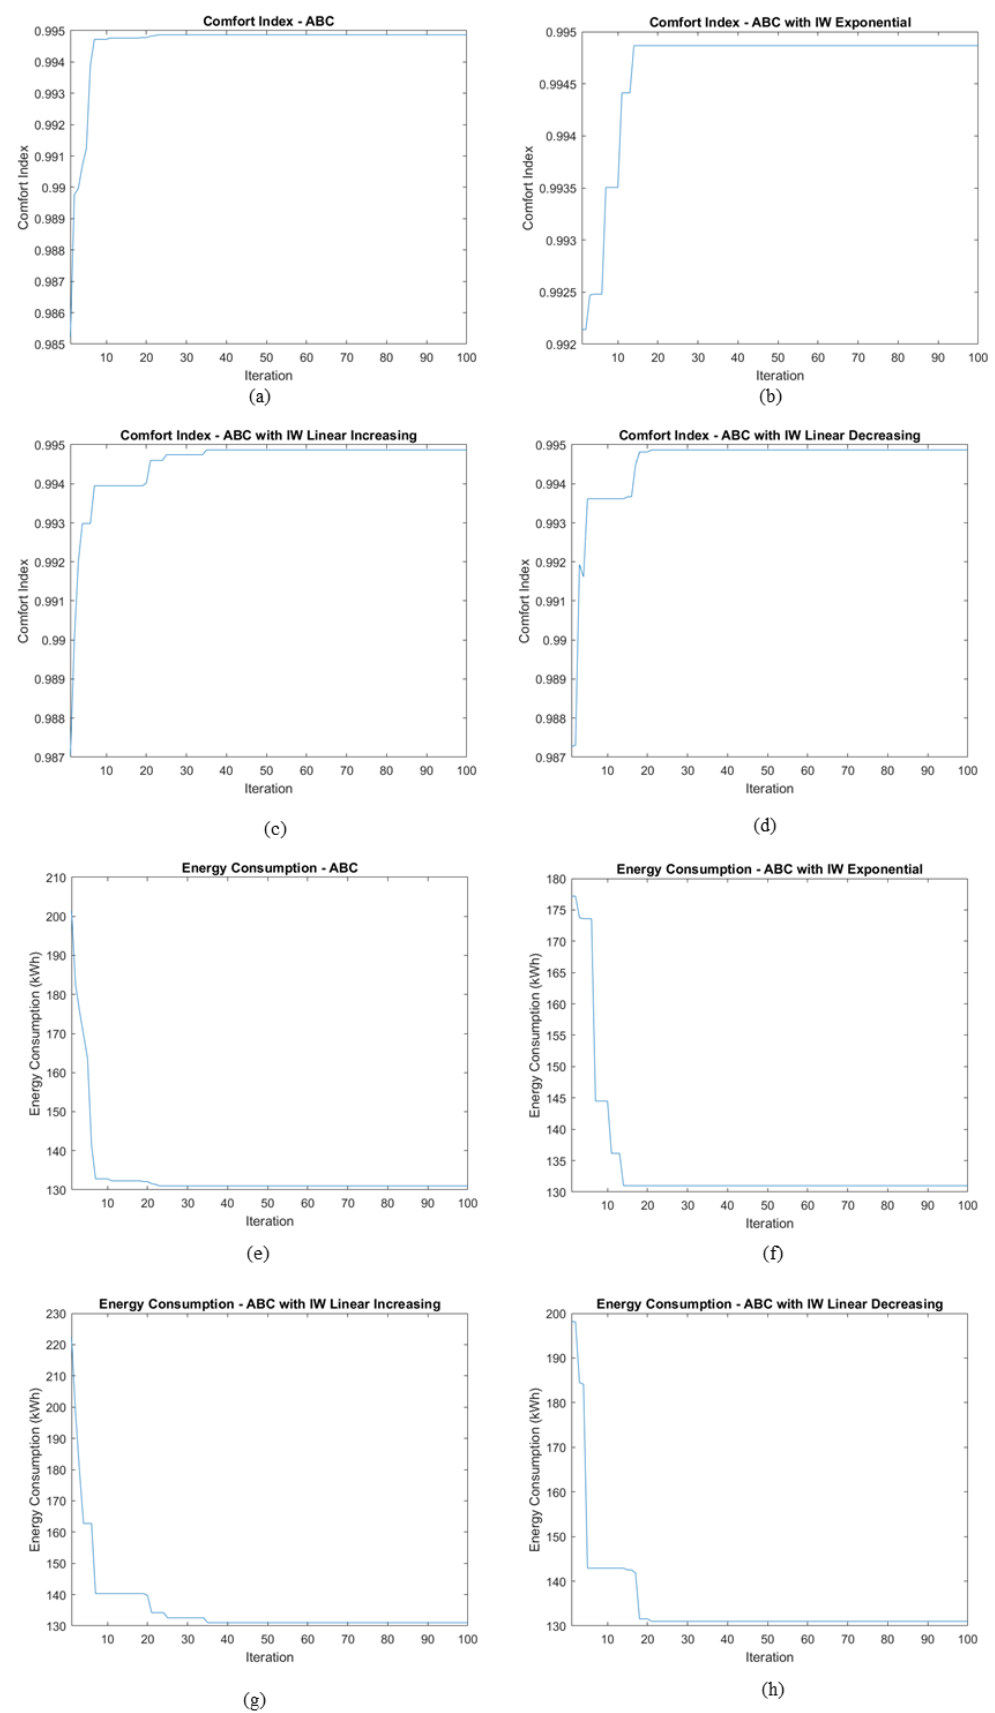 Comfort Index - ABC
0.995
0.994
0.993
0.992
0.991
0.99
0.989
0.988
0.987
0.986
0.985
Comfort Index
10 20 30 40 50 60 70 80 90 100
Iteration
(a)
Comfort Index - ABC with IW Exponential
0.995
0.9945
0.994
0.9935
0.993
0.9925
0.992
Comfort Index
10 20 30 40 50 60 70 80 90 100
Iteration
(b)
Comfort Index - ABC with IW Linear Increasing
0.995
0.994
0.993
0.992
0.991
0.99
0.989
0.988
0.987
Comfort Index
10 20 30 40 50 60 70 80 90 100
Iteration
(c)
Comfort Index - ABC with IW Linear Decreasing
0.995
0.994
0.993
0.992
0.991
0.99
0.989
0.988
0.987
Comfort Index
10 20 30 40 50 60 70 80 90 100
Iteration
(d)
Energy Consumption - ABC
210
200
190
180
170
160
150
140
130
Energy Consumption (kWh)
10 20 30 40 50 60 70 80 90 100
Iteration
(e)
Energy Consumption - ABC with IW Exponential
180
175
170
165
160
155
150
145
140
135
130
Energy Consumption (kWh)
10 20 30 40 50 60 70 80 90 100
Iteration
(f)
Energy Consumption - ABC with IW Linear Increasing
230
220
210
200
190
180
170
160
150
140
130
Energy Consumption (kWh)
10 20 30 40 50 60 70 80 90 100
Iteration
(g)
Energy Consumption - ABC with IW Linear Decreasing
200
190
180
170
160
150
140
130
Energy Consumption (kWh)
10 20 30 40 50 60 70 80 90 100
Iteration
(h)